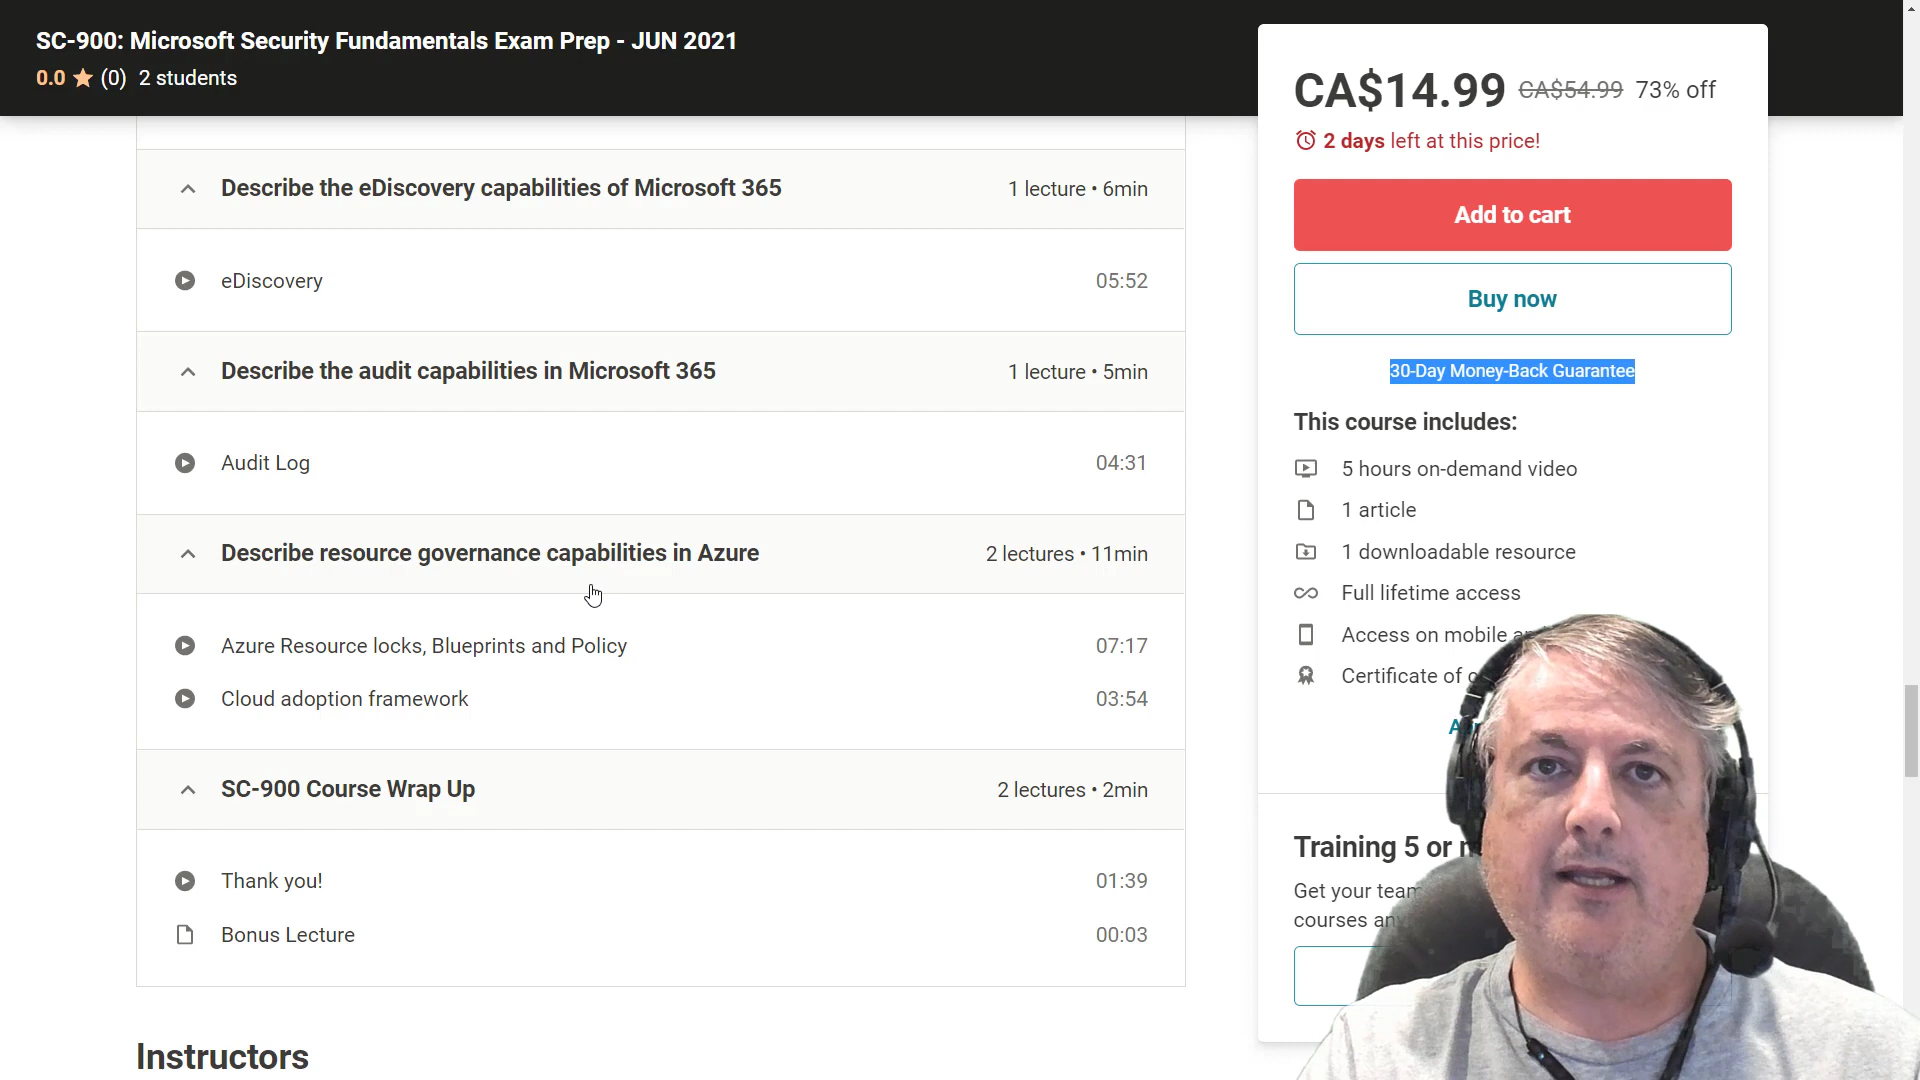 SC-900: Microsoft Security Fundamentals Exam Prep - JUN 2021
0.0 (0) 2 students
Describe the eDiscovery capabilities of Microsoft 365 1 lecture • 6min
eDiscovery 05:52
Describe the audit capabilities in Microsoft 365 1 lecture • 5min
Audit Log 04:31
Describe resource governance capabilities in Azure 2 lectures • 11min
Azure Resource locks, Blueprints and Policy 07:17
Cloud adoption framework 03:54
SC-900 Course Wrap Up 2 lectures • 2min
Thank you! 01:39
Bonus Lecture 00:03
Instructors
CA$14.99 CA$54.99 73% off
2 days left at this price!
Add to cart
Buy now
30-Day Money-Back Guarantee
This course includes:
5 hours on-demand video
1 article
1 downloadable resource
Full lifetime access
Access on mobile
Certificate of
Training 5 or
Get your team
courses